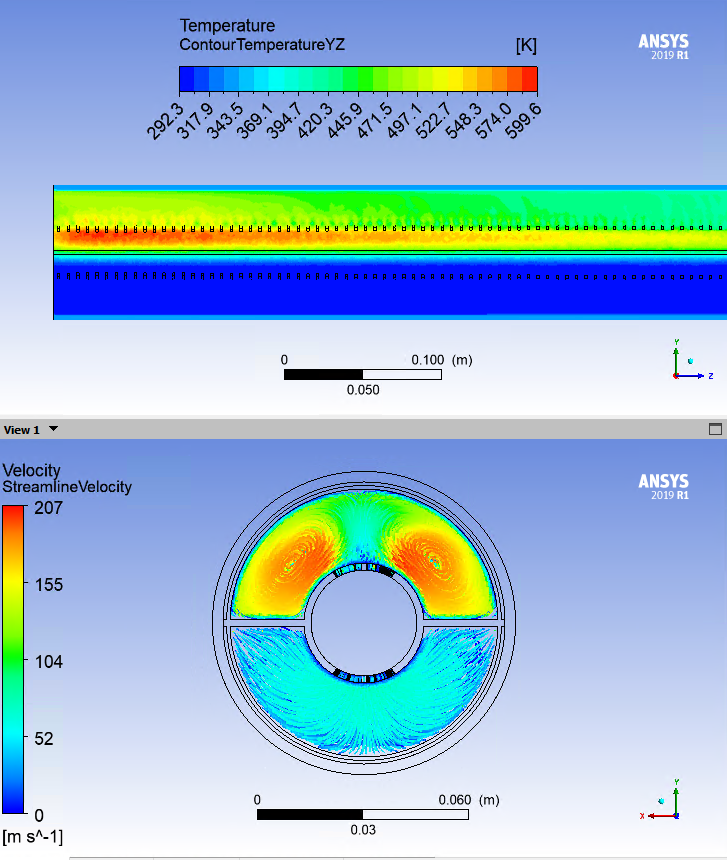 Temperature
ContourTemperatureYZ
[K]
ANSYS
2019 R1
292.3
317.9
343.5
369.1
394.7
420.3
445.9
471.5
497.1
522.7
548.3
574.0
599.6
0
0.100 (m)
0.050
Y
Z
View 1
Velocity
StreamlineVelocity
ANSYS
2019 R1
207
155
104
52
0
[m s^-1]
0
0.060 (m)
0.03
Y
X